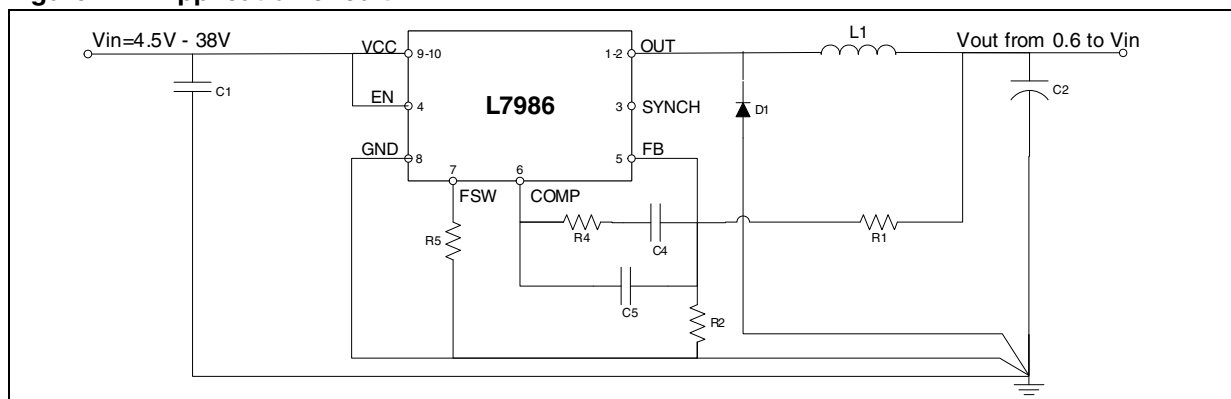 Vin=4.5V - 38V
VCC
9-10
1-2
OUT
L1
Vout from 0.6 to Vin
C1
EN
4
L7986
3
SYNCH
D1
C2
GND
8
5
FB
7
6
FSW
COMP
R5
R4
C4
R1
C5
R2